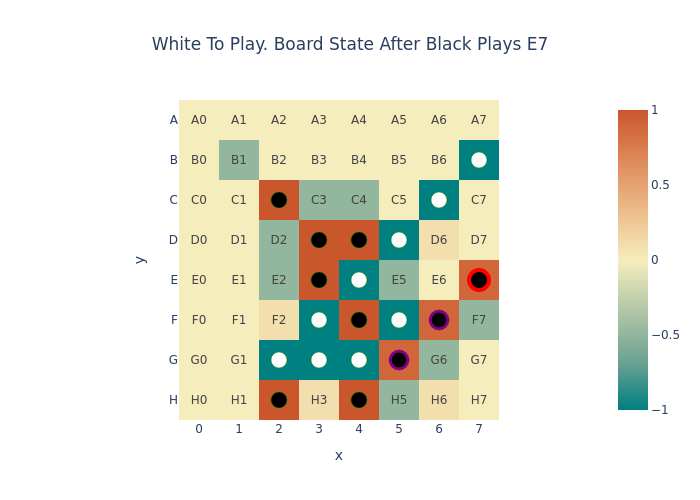 White To Play. Board State After Black Plays E7
A A0 A1 A2 A3 A4 A5 A6 A7
B B0 B1 B2 B3 B4 B5 B6
C C0 C1 C3 C4 C5 C7
D D0 D1 D2 D6 D7
E E0 E1 E2 E5 E6
F F0 F1 F2 F7
G G0 G1 G6 G7
H H0 H1 H3 H5 H6 H7
0 1 2 3 4 5 6 7
x
y
1
0.5
0
−0.5
−1